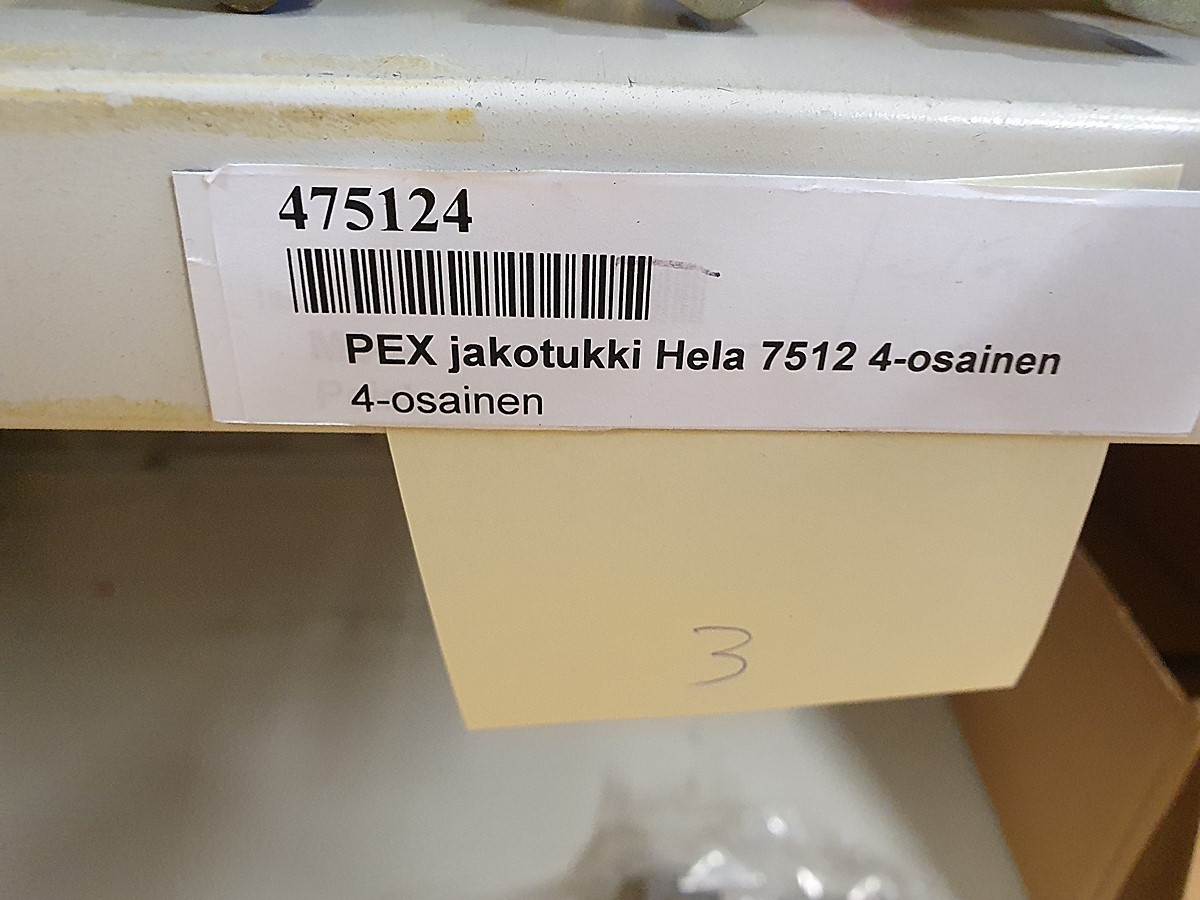 475124
PEX jakotukki Hela 7512 4-osainen
4-osainen
3